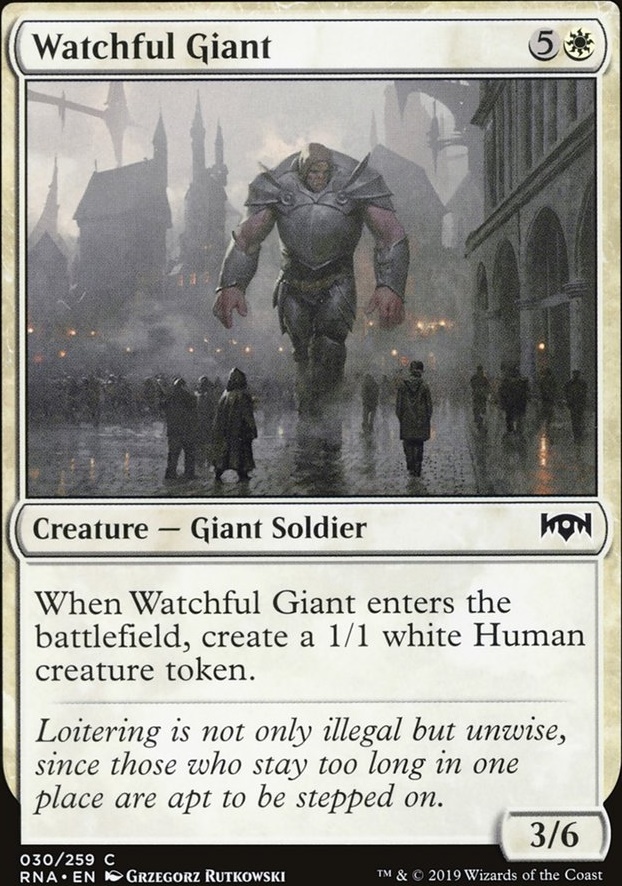 Watchful Giant 5
Creature — Giant Soldier
When Watchful Giant enters the
battlefield, create a 1/1 white Human
creature token.
Loitering is not only illegal but unwise,
since those who stay too long in one
place are apt to be stepped on.
3/6
030/259 C
RNA • EN Grzegorz Rutkowski
™ & © 2019 Wizards of the Coast